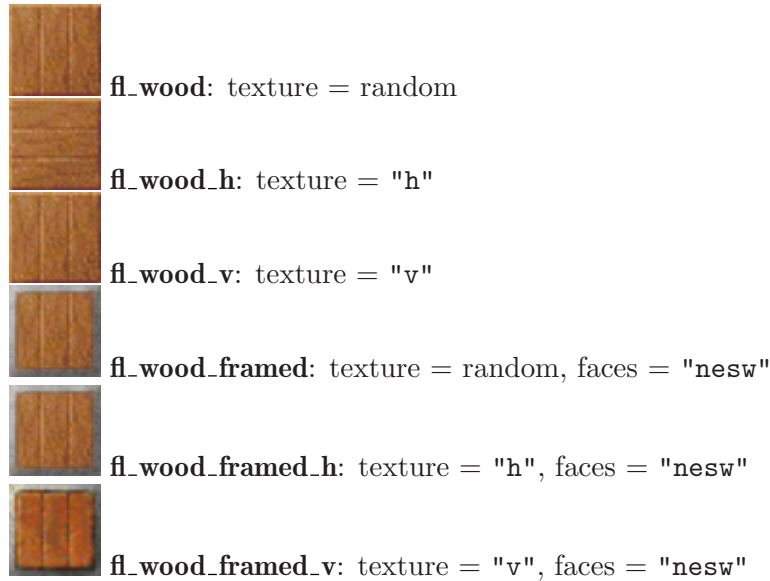 fl_wood: texture = random
fl_wood_h: texture = "h"
fl_wood_v: texture = "v"
fl_wood_framed: texture = random, faces = "nesw"
fl_wood_framed_h: texture = "h", faces = "nesw"
fl_wood_framed_v: texture = "v", faces = "nesw"